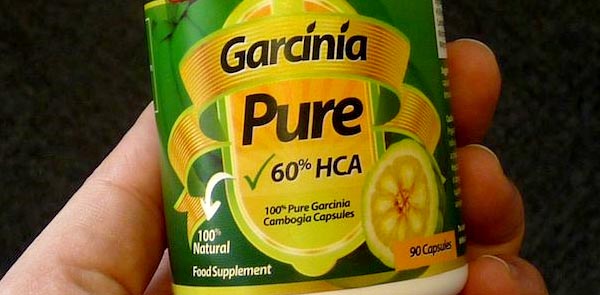 Garcinia
Pure
✓ 60% HCA
100% Pure Garcinia
Cambogia Capsules
100%
Natural
Food Supplement
90 Capsules